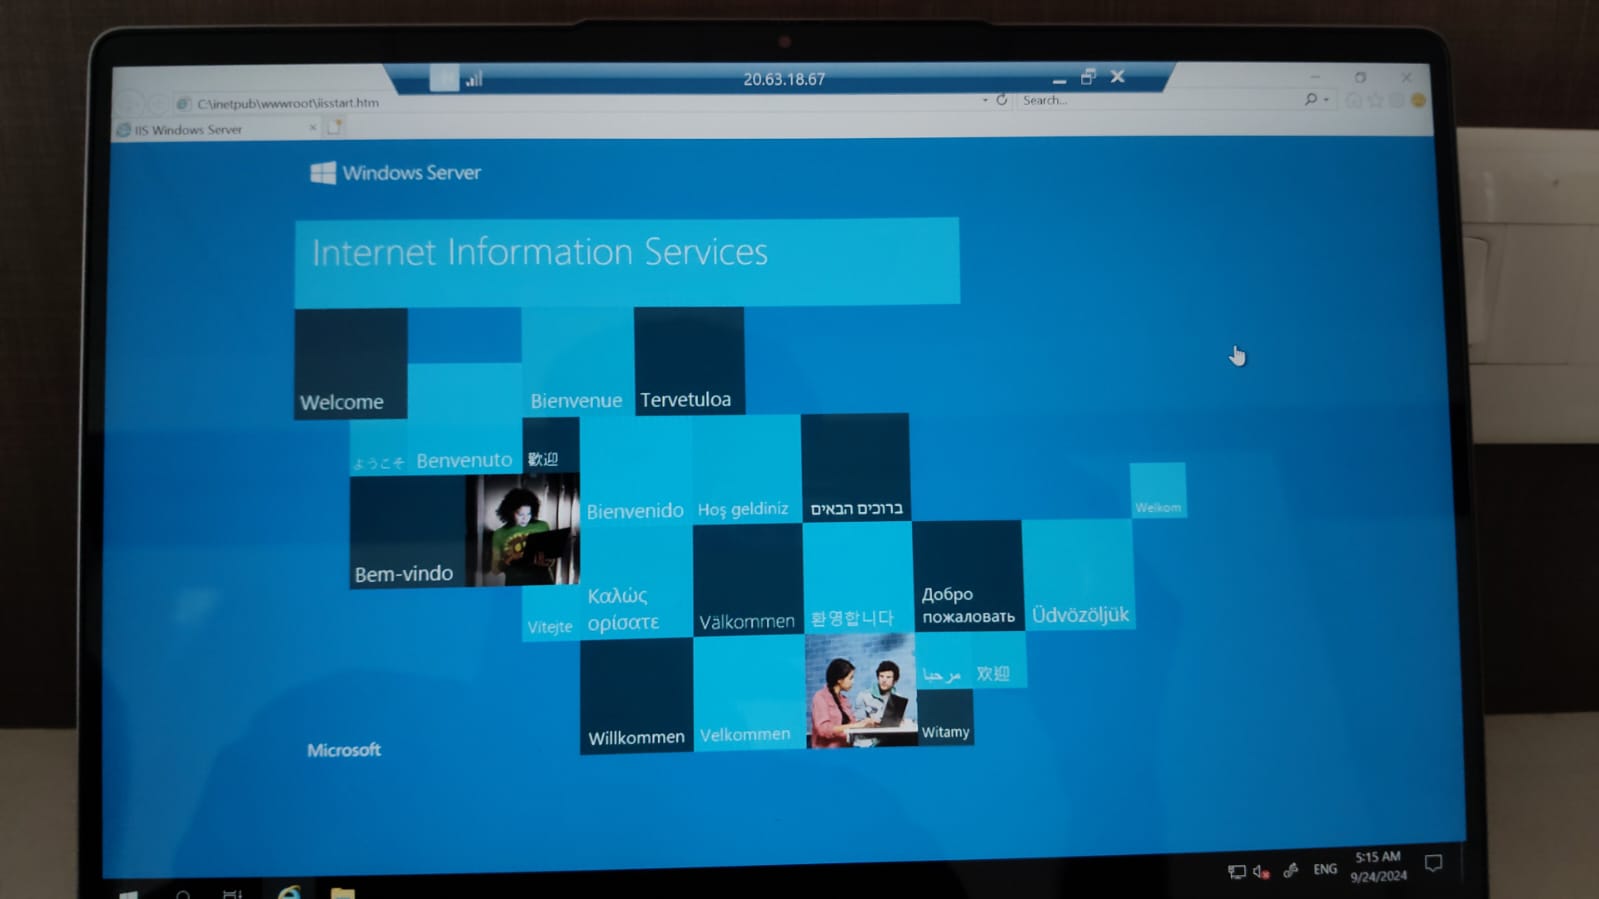 20.63.18.67
C:\inetpub\wwwroot\iisstart.htm
Search...
IIS Windows Server
Windows Server
Internet Information Services
Welcome
Bienvenue
Tervetuloa
ようこそ
Benvenuto
歡迎
Bienvenido
Hoş geldiniz
ברוכים הבאים
Welkom
Bem-vindo
Vítejte
Καλώς
ορίσατε
Välkommen
환영합니다
Добро
пожаловать
Üdvözöljük
Willkommen
Velkommen
مرحبا
欢迎
Witamy
Microsoft
ENG
5:15 AM
9/24/2024